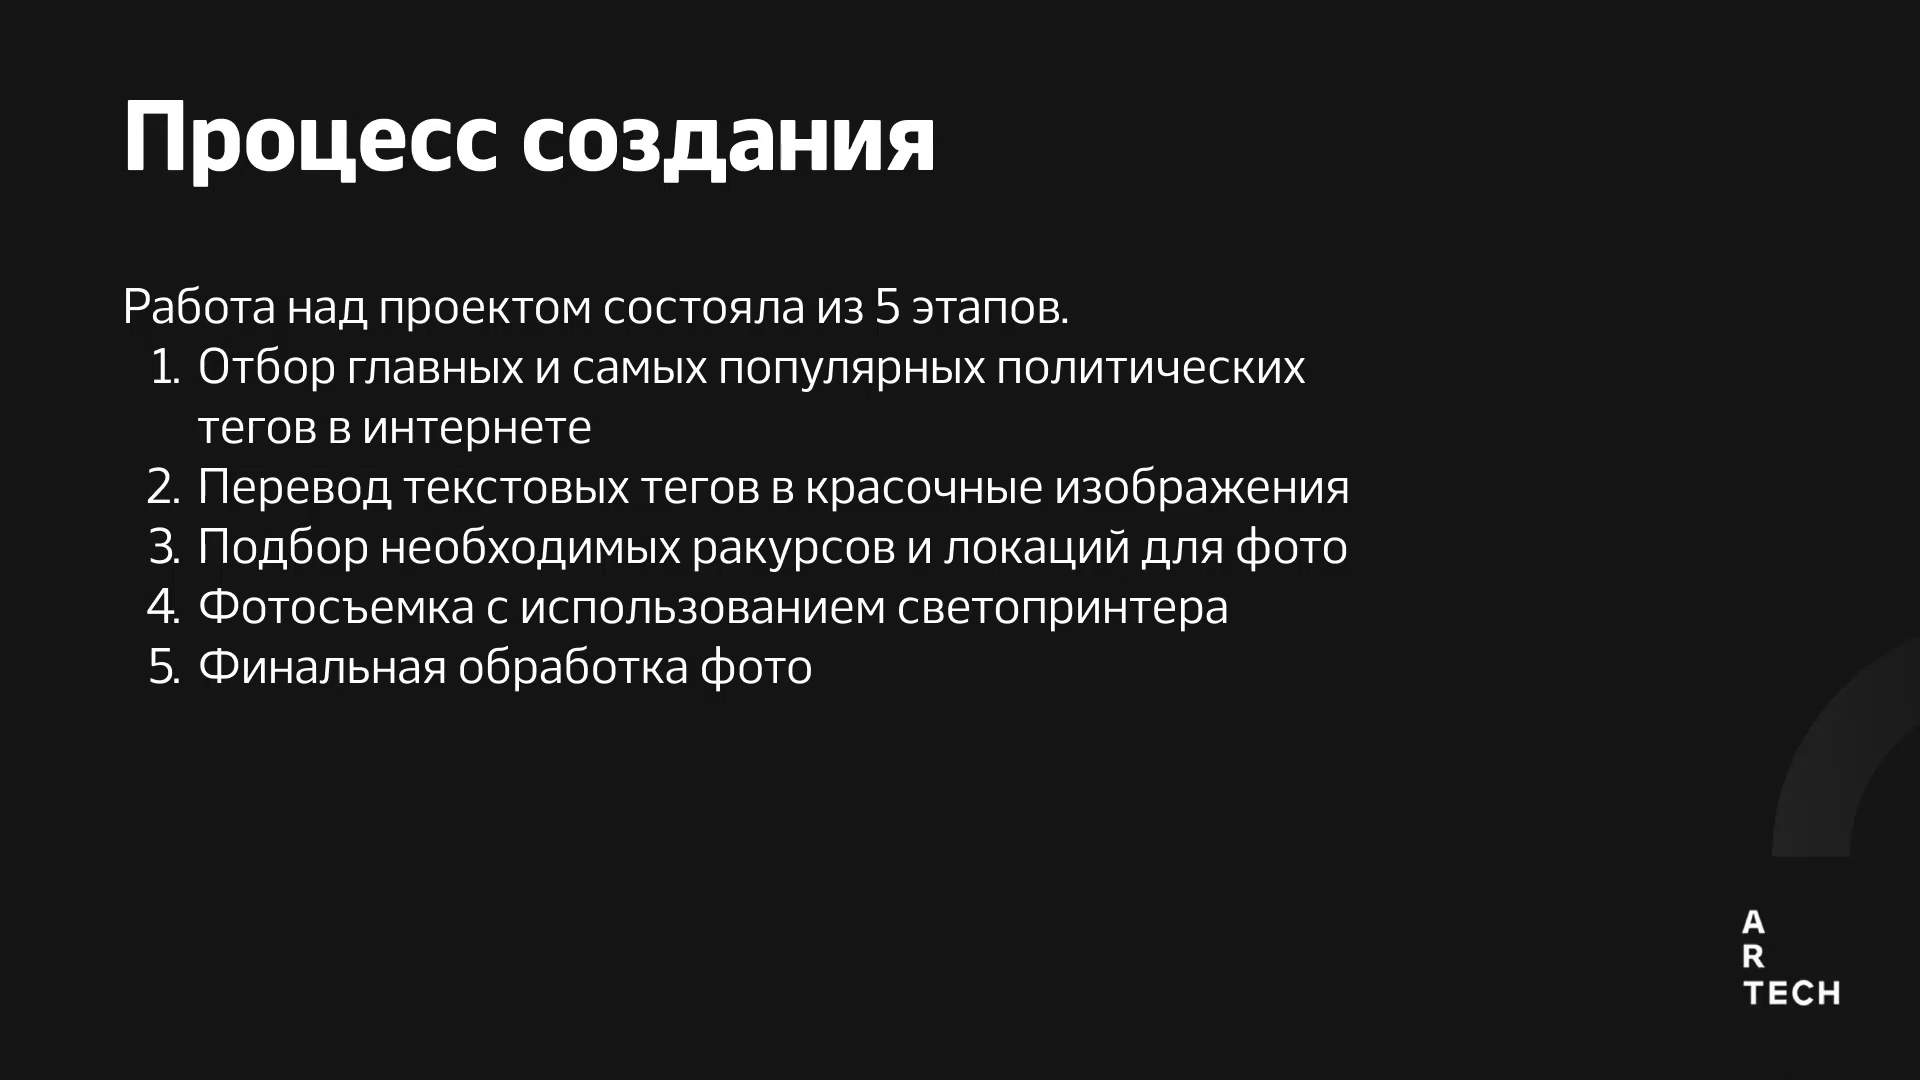 Процесс создания
Работа над проектом состояла из 5 этапов.
1. Отбор главных и самых популярных политических
тегов в интернете
2. Перевод текстовых тегов в красочные изображения
3. Подбор необходимых ракурсов и локаций для фото
4. Фотосъемка с использованием светопринтера
5. Финальная обработка фото
A
R
TECH